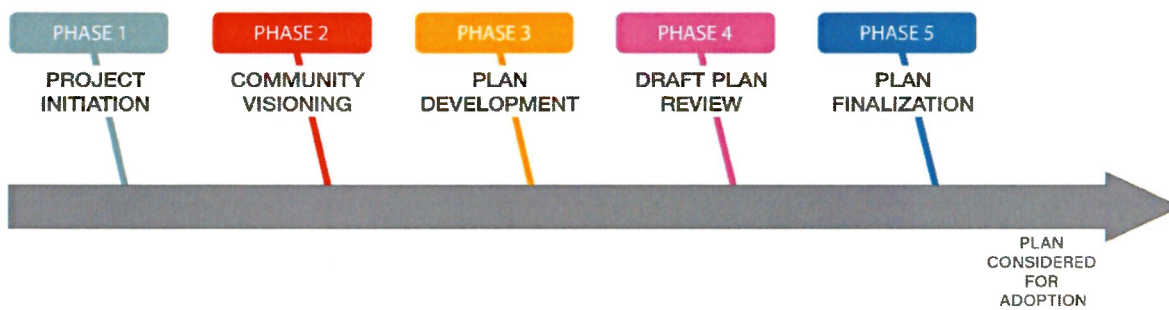 PHASE 1
PROJECT
INITIATION
PHASE 2
COMMUNITY
VISIONING
PHASE 3
PLAN
DEVELOPMENT
PHASE 4
DRAFT PLAN
REVIEW
PHASE 5
PLAN
FINALIZATION
PLAN
CONSIDERED
FOR
ADOPTION